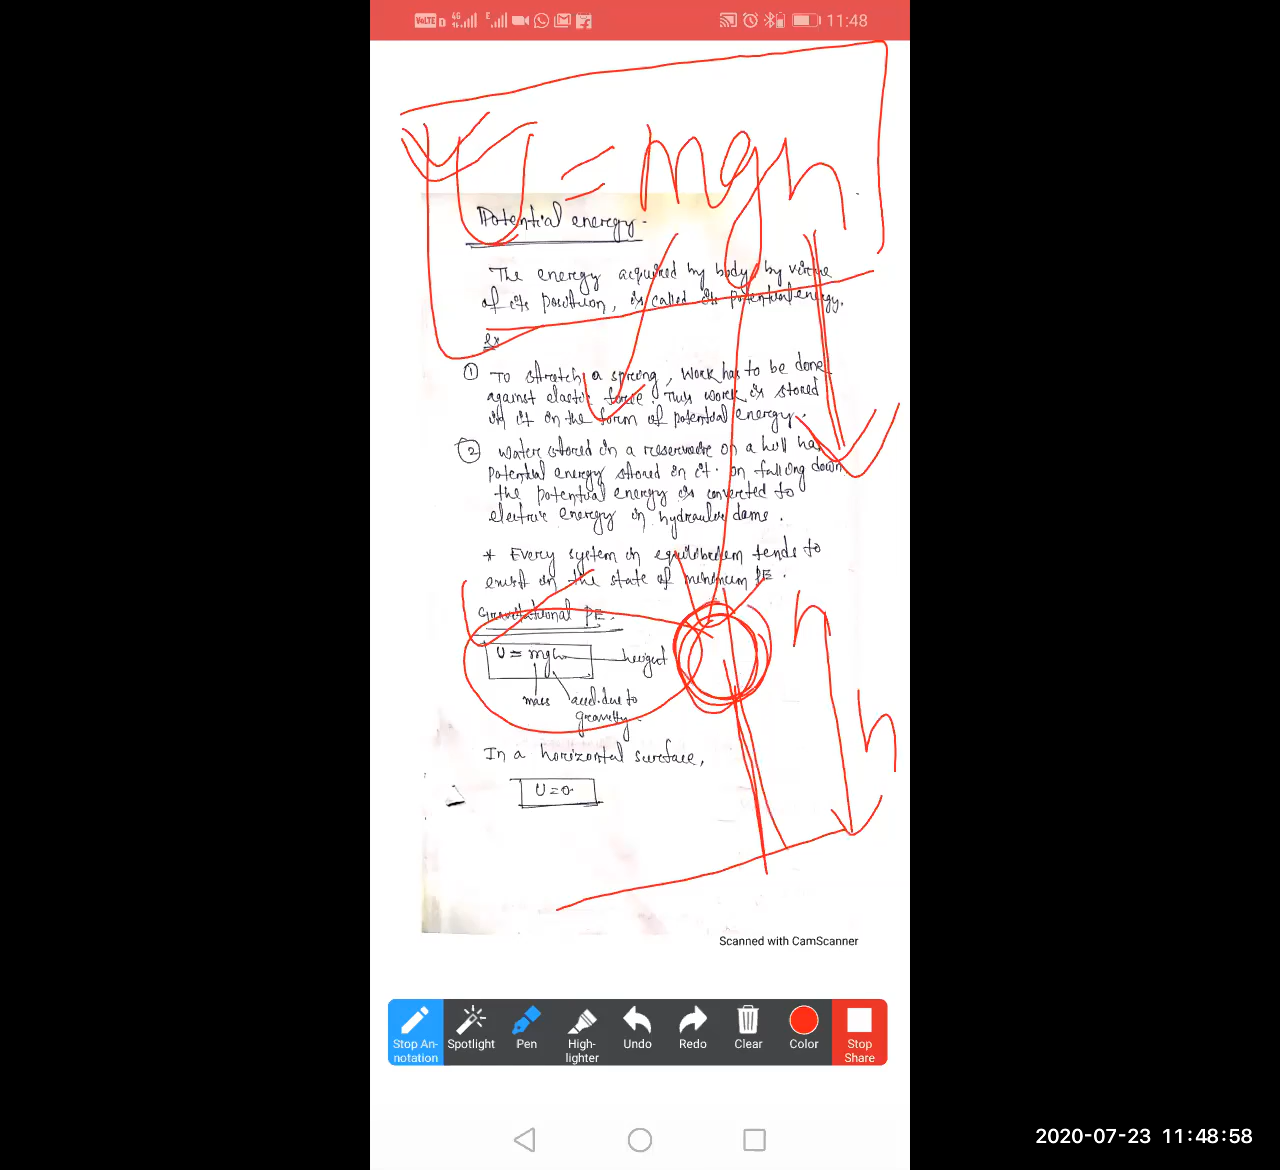 VoLTE 4G E 11:48
U = mgh
Potential energy-
The energy acquired by body, by virtue
of its position, is called its potential energy.
Ex
① To stretch a spring, work has to be done
against elastic force. This work is stored
in it in the form of potential energy.
② Water stored in a on a hill has
potential energy stored in it. on falling down
the potential energy is converted to
electric energy in hydraulic dams.
* Every system in equilibrium tends to
exist in the state of minimum PE.
Gravitational PE.
U = mgh height
mass accl. due to
gravity.
In a horizontal surface,
U = 0.
h
h
Scanned with CamScanner
Stop An-
notation Spotlight Pen High-
lighter Undo Redo Clear Color Stop
Share
2020-07-23 11:48:58